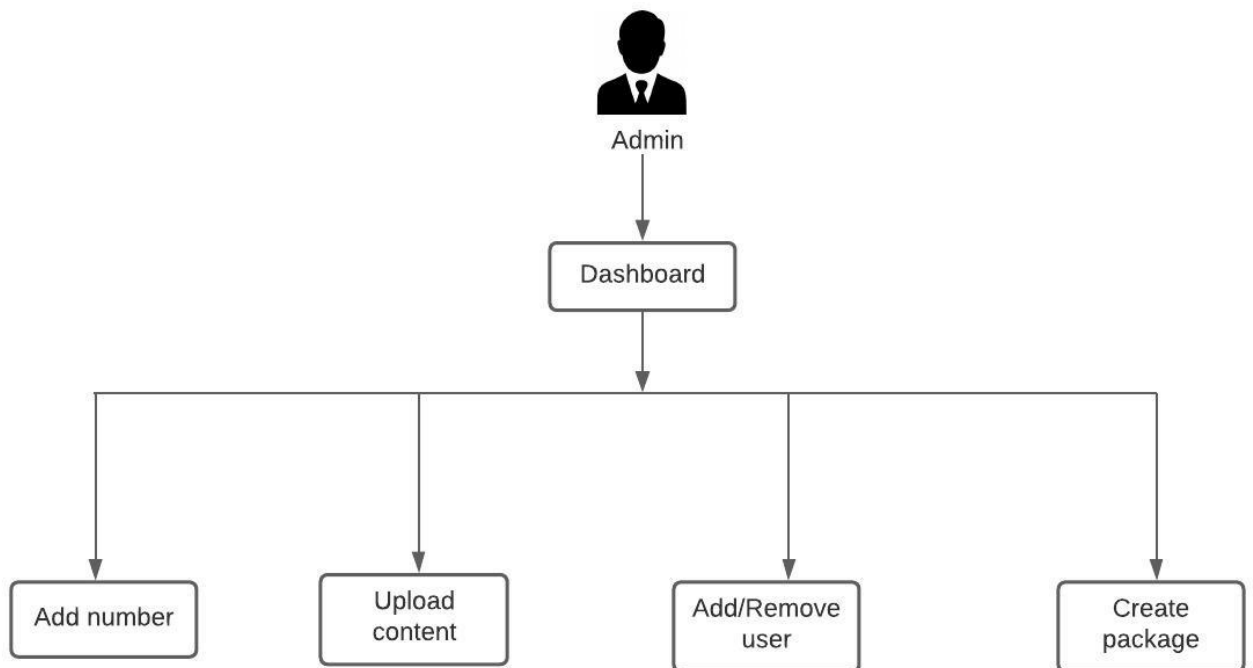 Admin
Dashboard
Add number
Upload
content
Add/Remove
user
Create
package